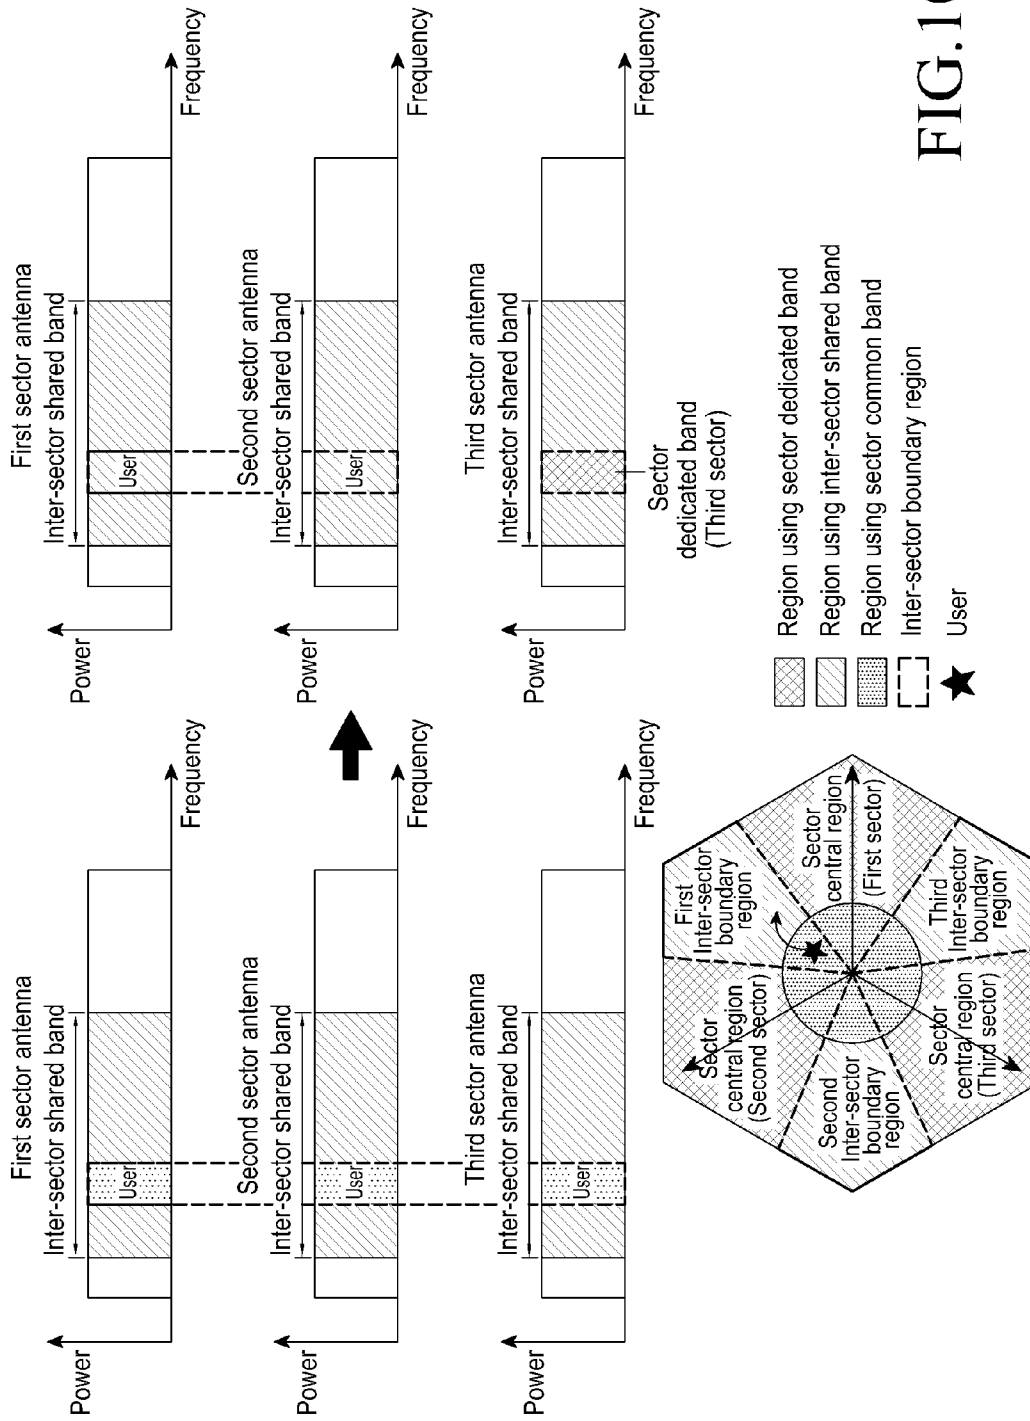 First sector antenna
Inter-sector shared band
Power
User
Frequency
Second sector antenna
Inter-sector shared band
Power
User
Frequency
Third sector antenna
Inter-sector shared band
Power
User
Frequency
First sector antenna
Inter-sector shared band
Power
User
Frequency
Second sector antenna
Inter-sector shared band
Power
User
Frequency
Third sector antenna
Inter-sector shared band
Power
Frequency
Sector
dedicated band
(Third sector)
First
Inter-sector
boundary
region
Sector
central region
(Second sector)
Sector
central region
(First sector)
Second
Inter-sector
boundary
region
Third
Inter-sector
boundary
region
Sector
central region
(Third sector)
Region using sector dedicated band
Region using inter-sector shared band
Region using sector common band
Inter-sector boundary region
User
FIG.1